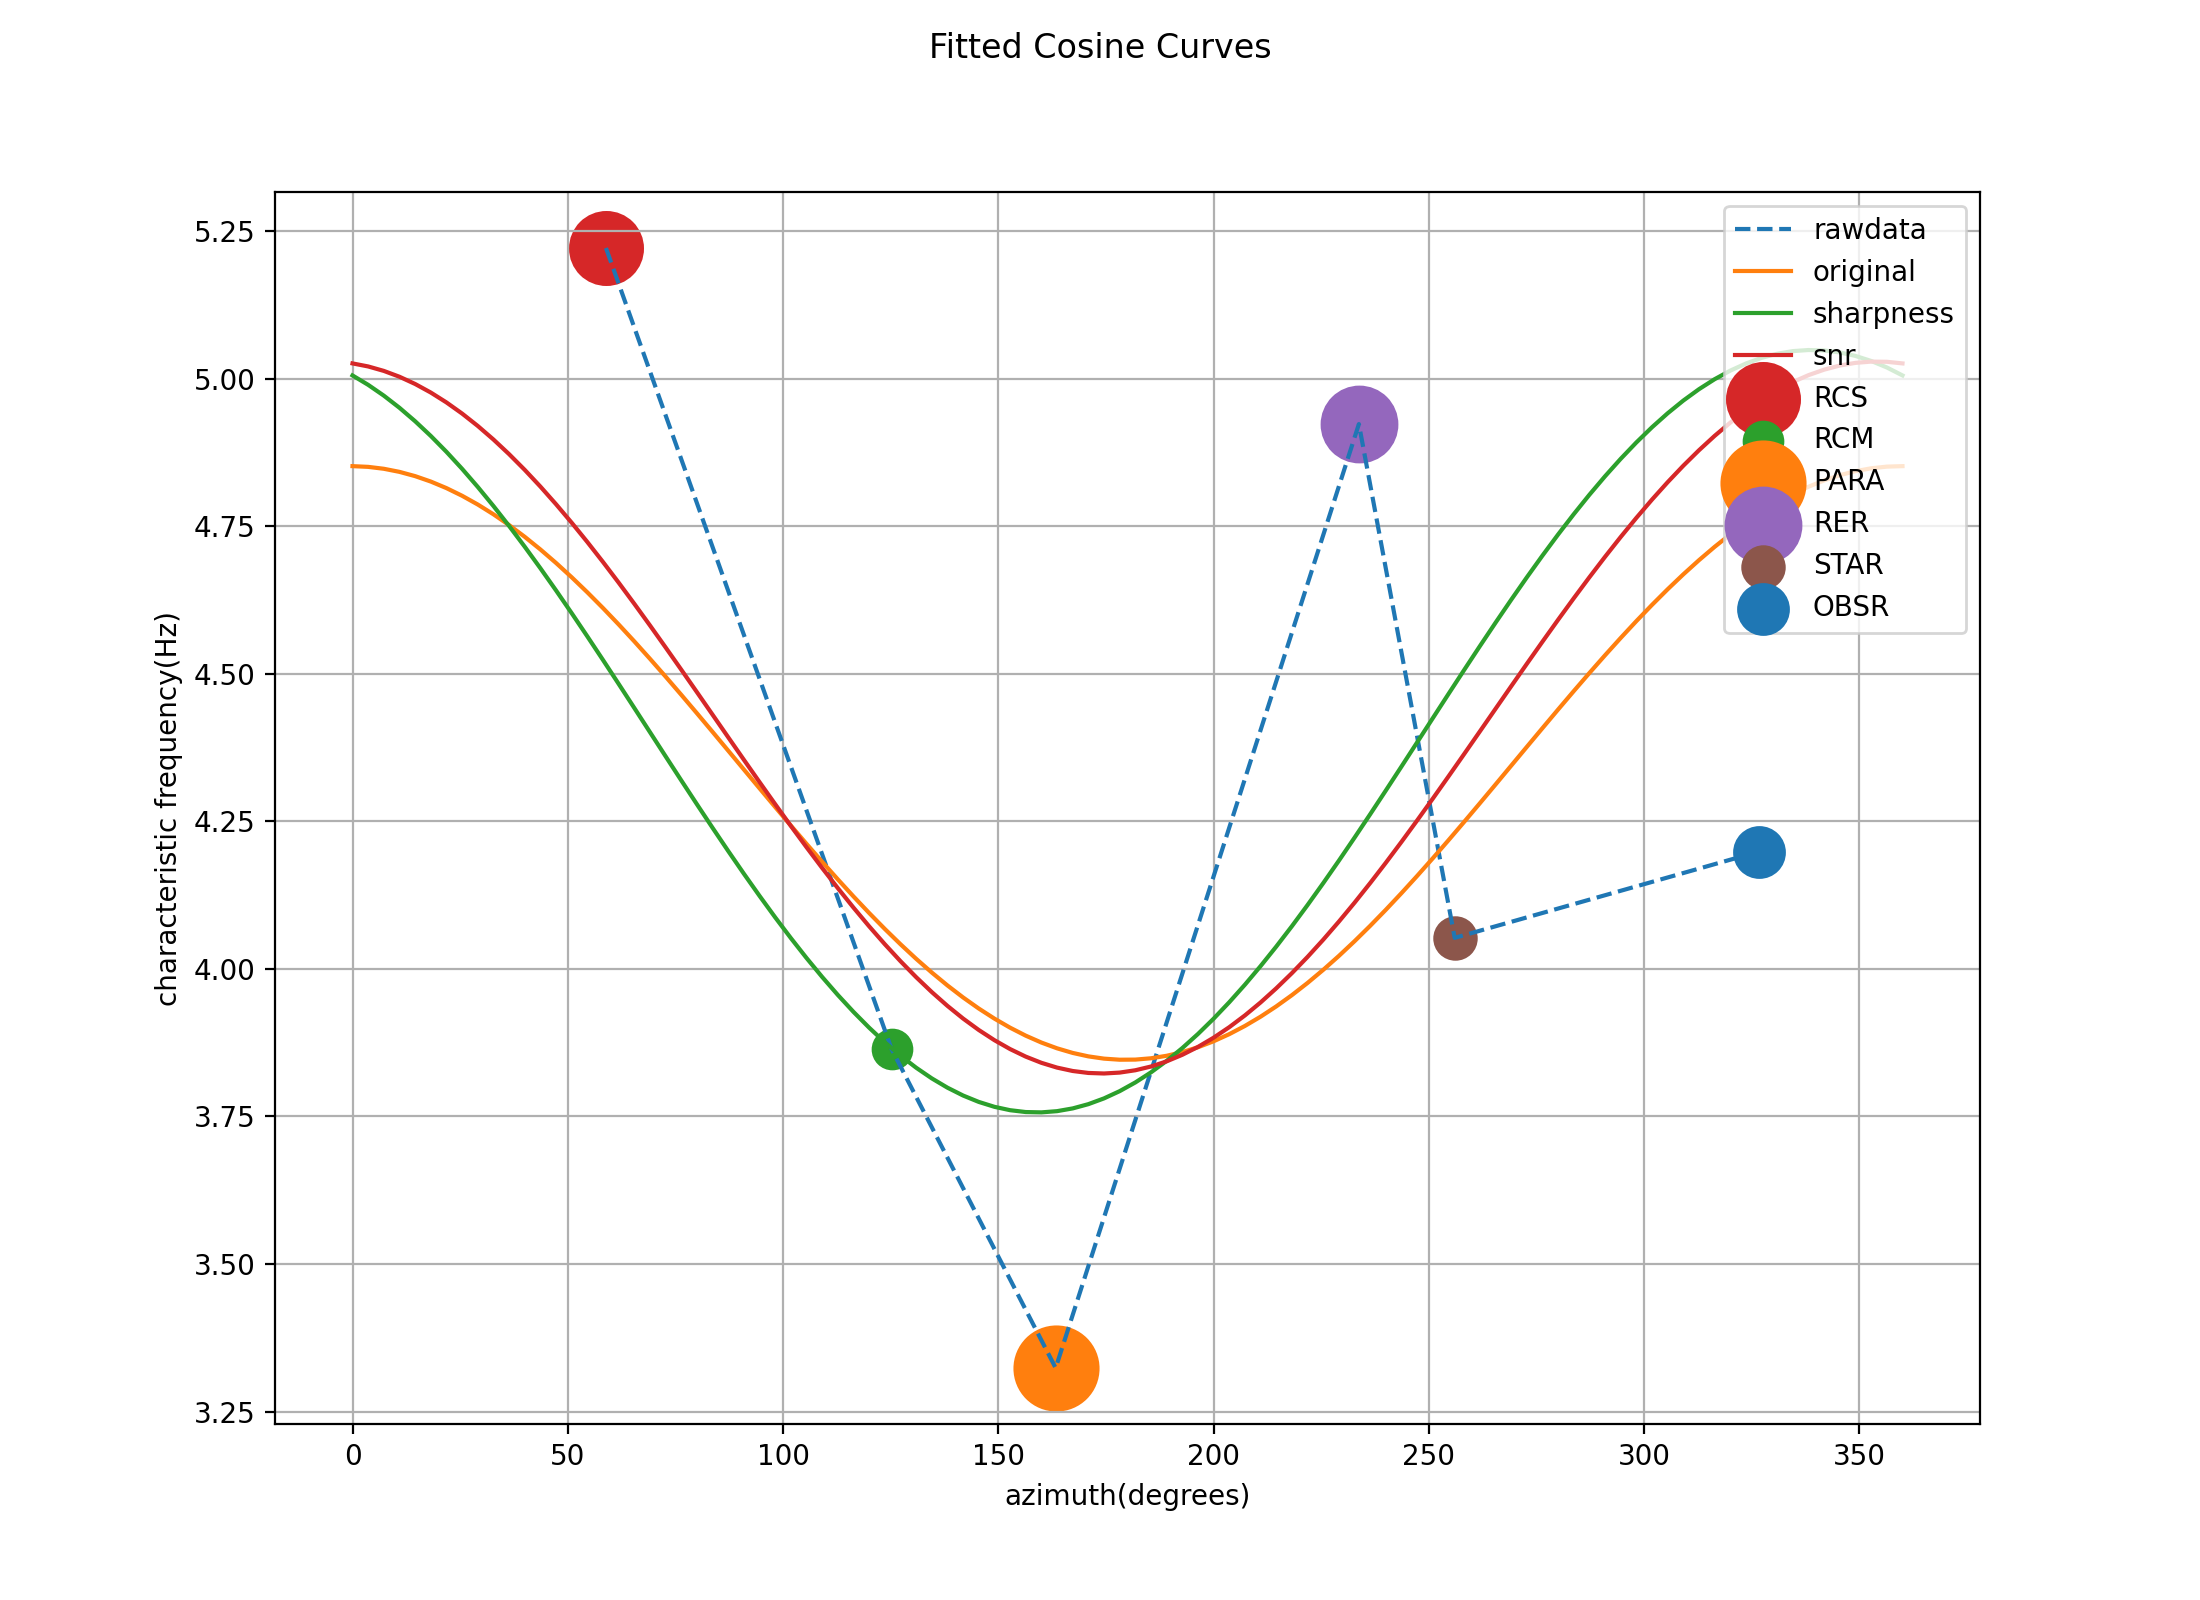 Fitted Cosine Curves
5.25
5.00
4.75
4.50
4.25
4.00
3.75
3.50
3.25
characteristic frequency(Hz)
rawdata
original
sharpness
snr
RCS
RCM
PARA
RER
STAR
OBSR
0 50 100 150 200 250 300 350
azimuth(degrees)